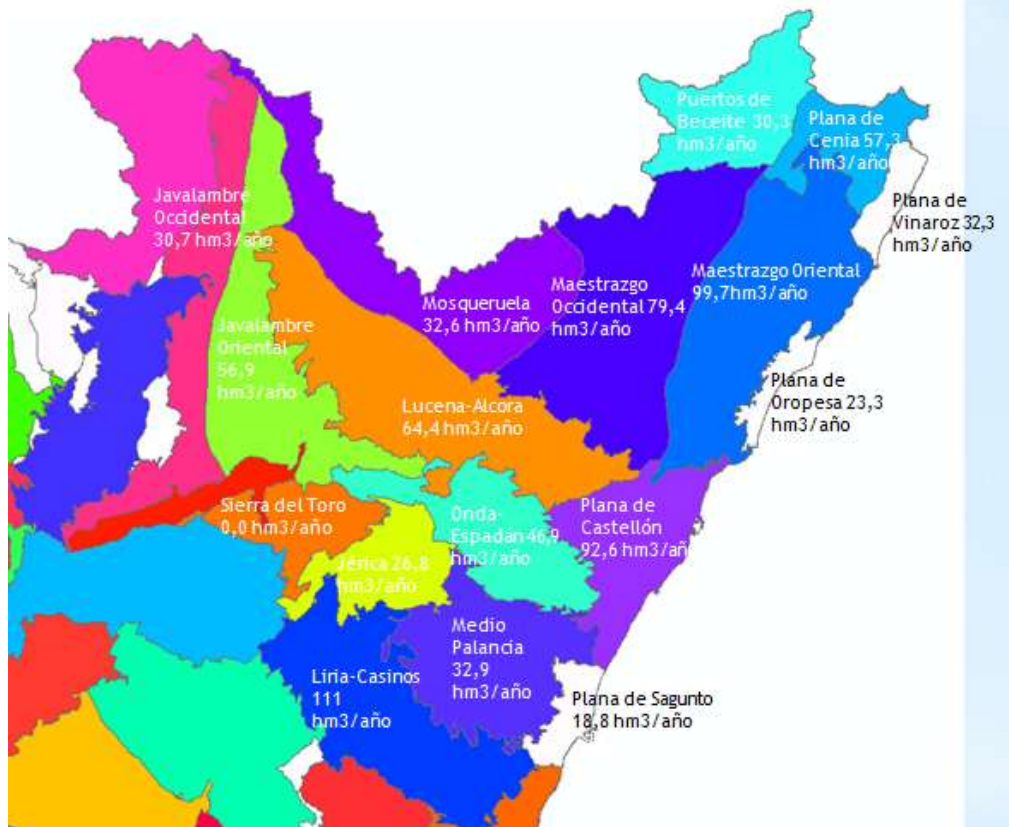 Puertos de
Beceite 30,3
hm3/año
Plana de
Cenia 57,3
hm3/año
Plana de
Vinaroz 32,3
hm3/año
Javalambre
Occidental
30,7 hm3/año
Mosqueruela
32,6 hm3/año
Maestrazgo
Occidental 79,4
hm3/año
Maestrazgo Oriental
99,7hm3/año
Javalambre
Oriental
56,9
hm3/año
Plana de
Oropesa 23,3
hm3/año
Lucena-Alcora
64,4 hm3/año
Sierra del Toro
0,0 hm3/año
Onda-
Espadán 46,9
hm3/año
Plana de
Castellón
92,6 hm3/año
Jérica 26,8
hm3/año
Medio
Palancia
32,9
hm3/año
Liria-Casinos
111
hm3/año
Plana de Sagunto
18,8 hm3/año